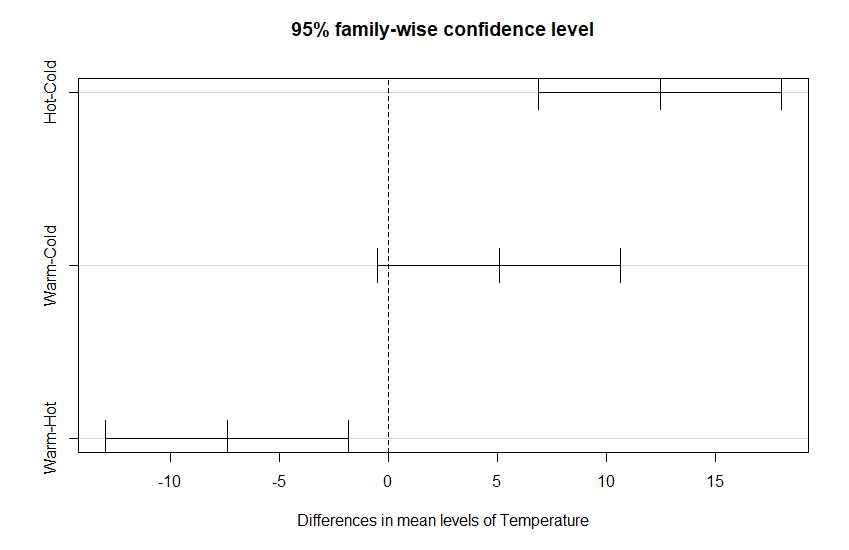 95% family-wise confidence level
Hot-Cold
Warm-Cold
Warm-Hot
-10 -5 0 5 10 15
Differences in mean levels of Temperature